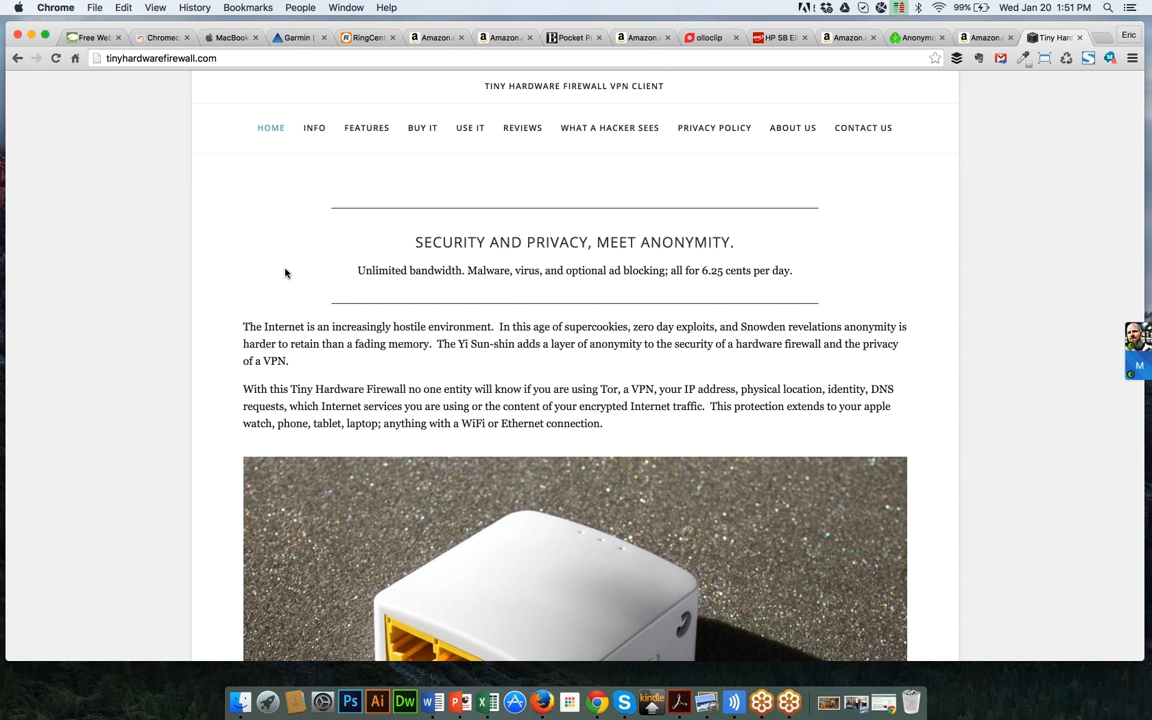 Chrome File Edit View History Bookmarks People Window Help 99% Wed Jan 20 1:51 PM
Free Web Chromec MacBook Garmin | RingCent Amazon.c Amazon.c Pocket P Amazon.c olloclip HP SB E Amazon.c Anonymo Amazon.c Tiny Hard Eric
tinyhardwarefirewall.com
TINY HARDWARE FIREWALL VPN CLIENT
HOME INFO FEATURES BUY IT USE IT REVIEWS WHAT A HACKER SEES PRIVACY POLICY ABOUT US CONTACT US
SECURITY AND PRIVACY, MEET ANONYMITY.
Unlimited bandwidth. Malware, virus, and optional ad blocking; all for 6.25 cents per day.
The Internet is an increasingly hostile environment. In this age of supercookies, zero day exploits, and Snowden revelations anonymity is
harder to retain than a fading memory. The Yi Sun-shin adds a layer of anonymity to the security of a hardware firewall and the privacy
of a VPN.
With this Tiny Hardware Firewall no one entity will know if you are using Tor, a VPN, your IP address, physical location, identity, DNS
requests, which Internet services you are using or the content of your encrypted Internet traffic. This protection extends to your apple
watch, phone, tablet, laptop; anything with a WiFi or Ethernet connection.
M
Ps Ai Dw W P X S kindle